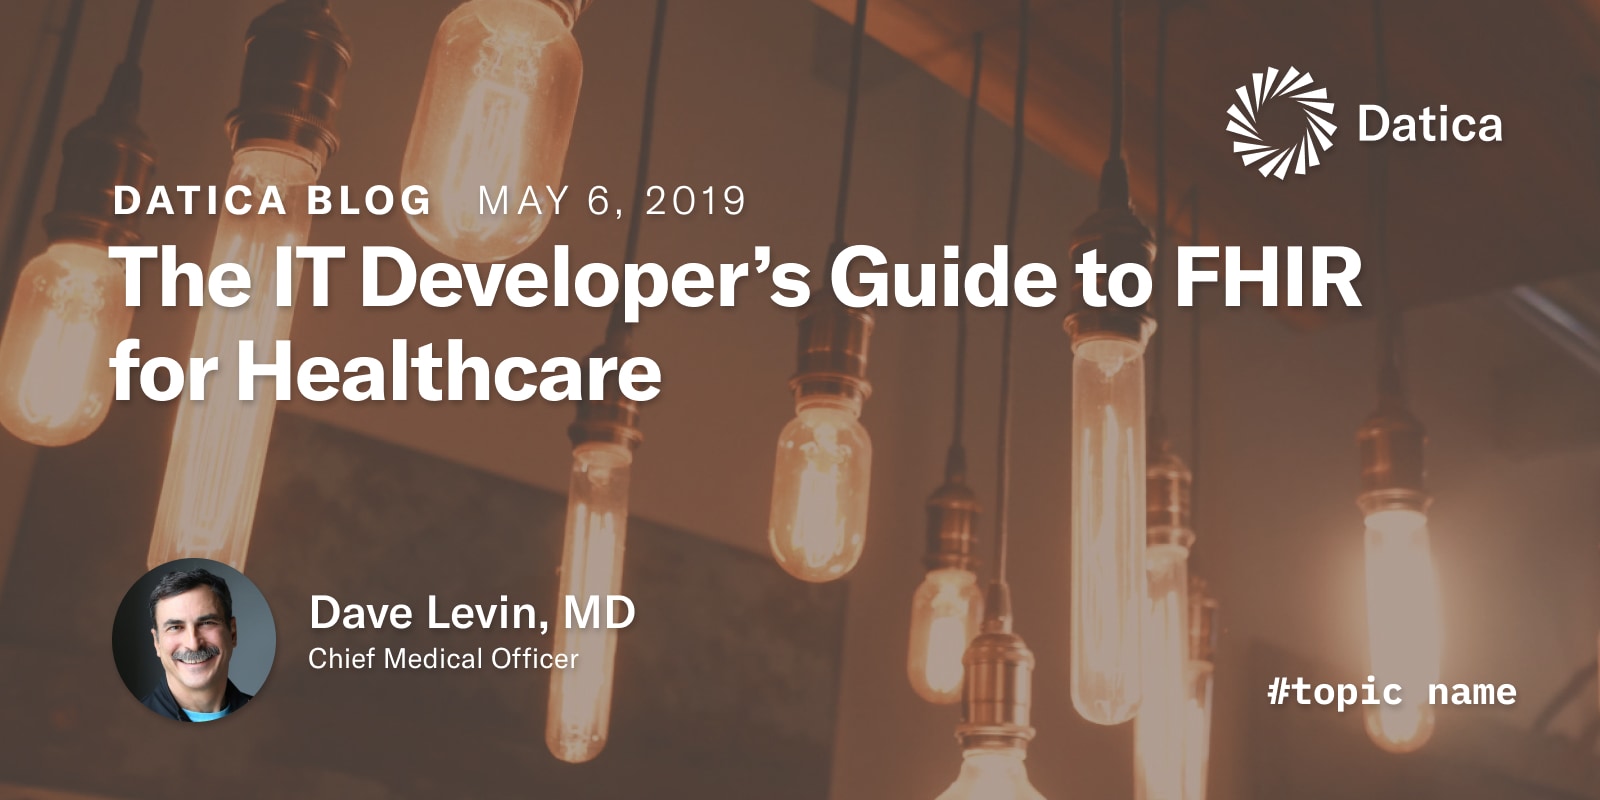 Datica
DATICA BLOG MAY 6, 2019
The IT Developer’s Guide to FHIR
for Healthcare
Dave Levin, MD
Chief Medical Officer
#topic name